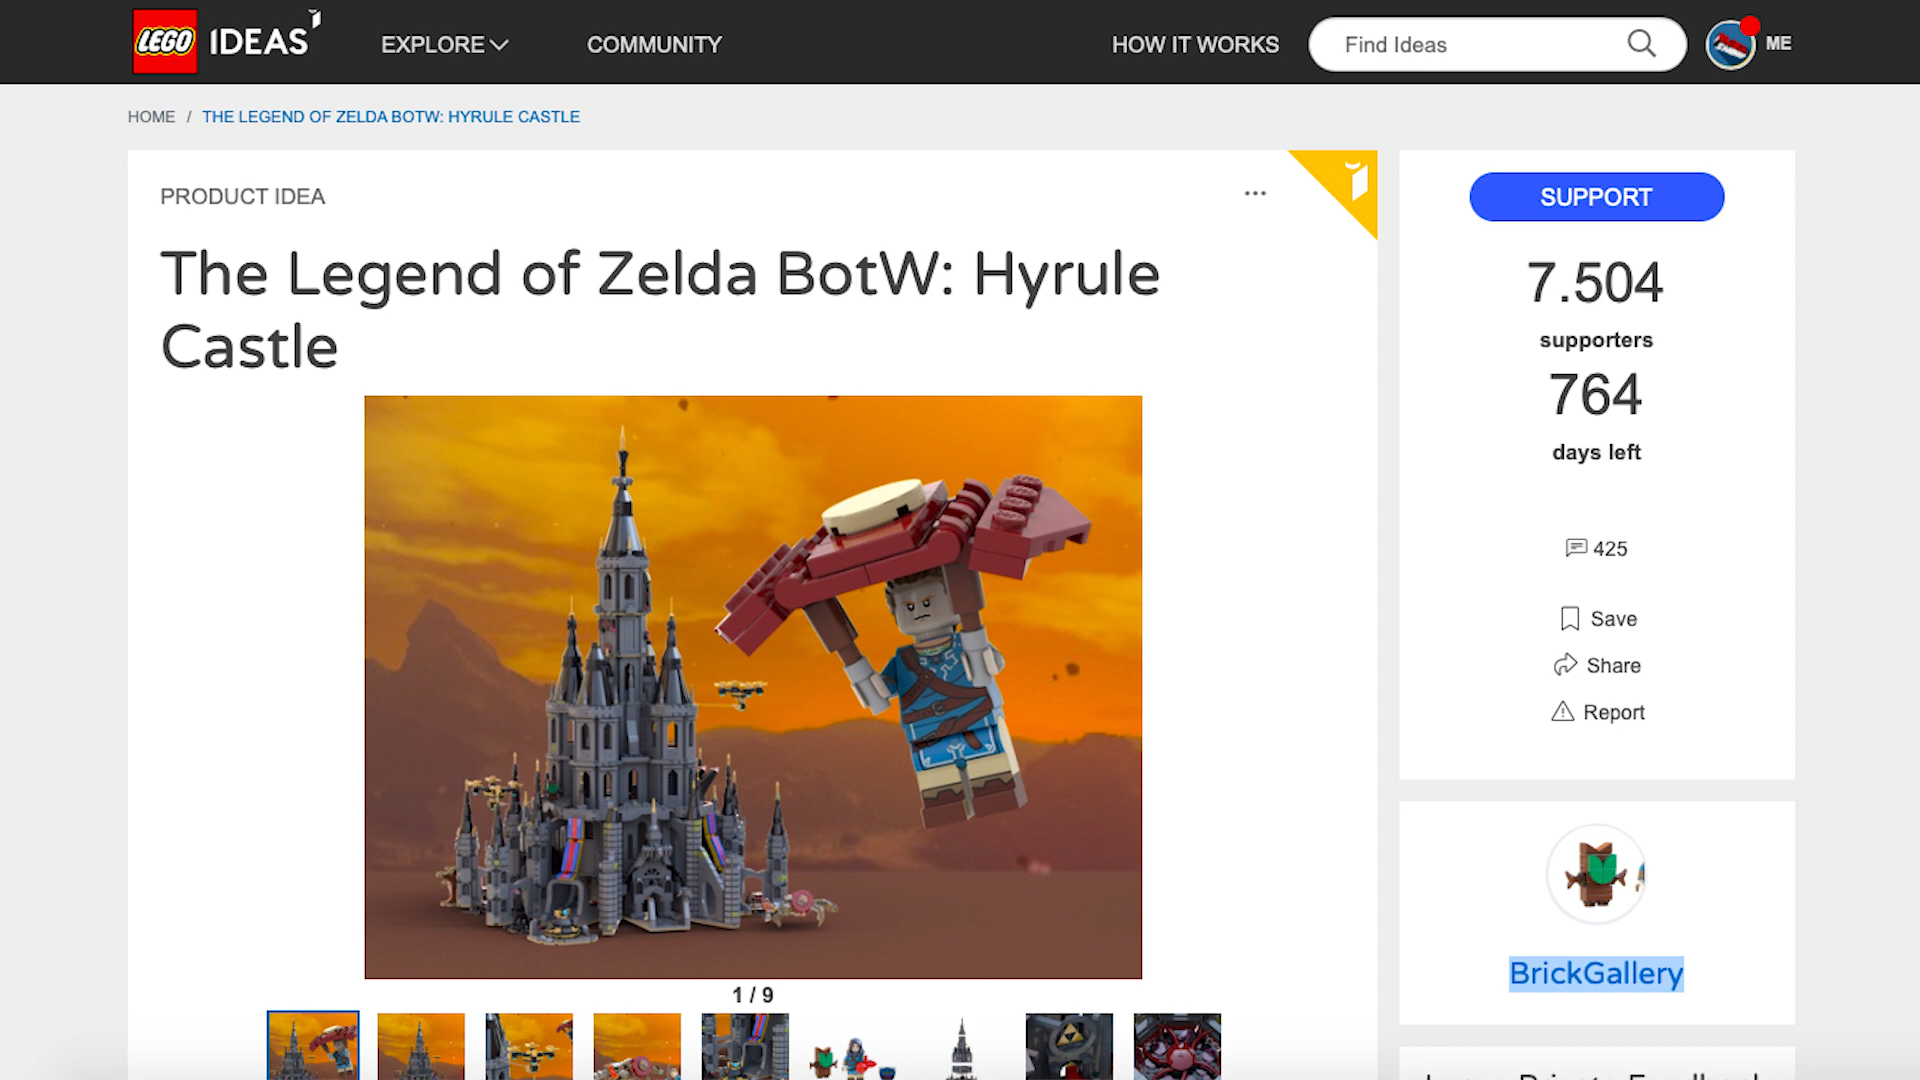 LEGO IDEAS
EXPLORE
COMMUNITY
HOW IT WORKS
Find Ideas
ME
HOME / THE LEGEND OF ZELDA BOTW: HYRULE CASTLE
PRODUCT IDEA
The Legend of Zelda BotW: Hyrule
Castle
1 / 9
SUPPORT
7.504
supporters
764
days left
425
Save
Share
Report
BrickGallery